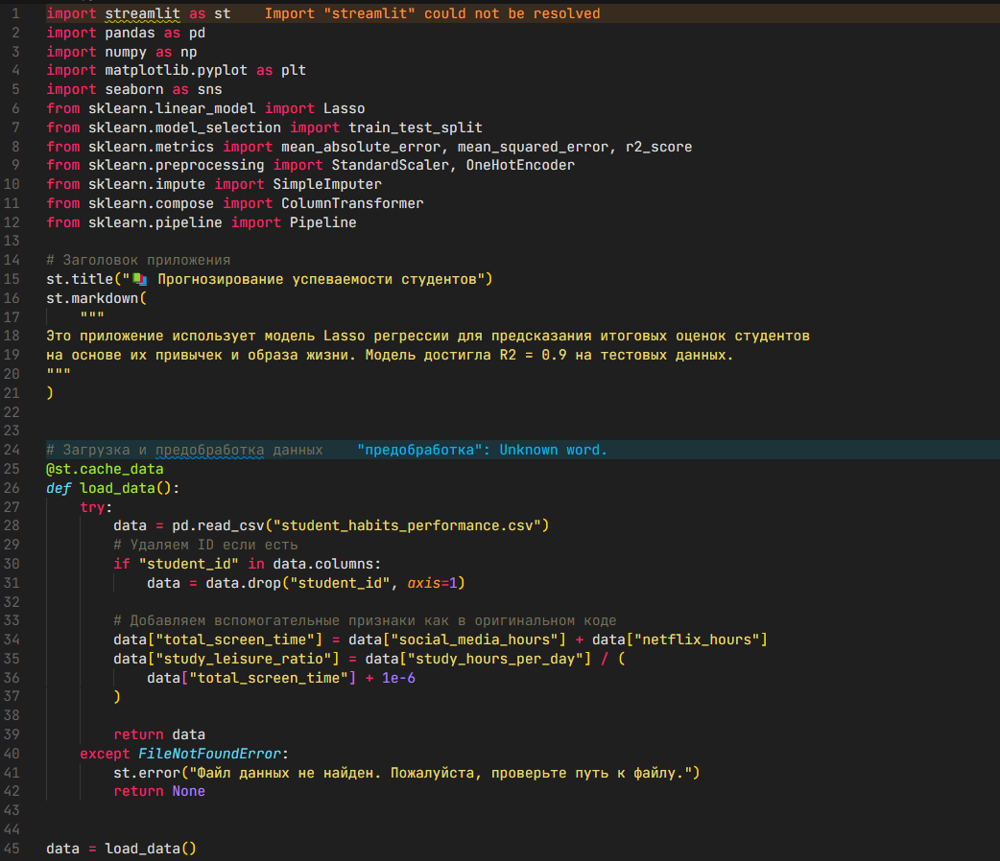 1 import streamlit as st Import "streamlit" could not be resolved
2 import pandas as pd
3 import numpy as np
4 import matplotlib.pyplot as plt
5 import seaborn as sns
6 from sklearn.linear_model import Lasso
7 from sklearn.model_selection import train_test_split
8 from sklearn.metrics import mean_absolute_error, mean_squared_error, r2_score
9 from sklearn.preprocessing import StandardScaler, OneHotEncoder
10 from sklearn.impute import SimpleImputer
11 from sklearn.compose import ColumnTransformer
12 from sklearn.pipeline import Pipeline
13
14 # Заголовок приложения
15 st.title("📚 Прогнозирование успеваемости студентов")
16 st.markdown(
17 """
18 Это приложение использует модель Lasso регрессии для предсказания итоговых оценок студентов
19 на основе их привычек и образа жизни. Модель достигла R2 = 0.9 на тестовых данных.
20 """
21 )
22
23
24 # Загрузка и предобработка данных "предобработка": Unknown word.
25 @st.cache_data
26 def load_data():
27 try:
28 data = pd.read_csv("student_habits_performance.csv")
29 # Удаляем ID если есть
30 if "student_id" in data.columns:
31 data = data.drop("student_id", axis=1)
32
33 # Добавляем вспомогательные признаки как в оригинальном коде
34 data["total_screen_time"] = data["social_media_hours"] + data["netflix_hours"]
35 data["study_leisure_ratio"] = data["study_hours_per_day"] / (
36 data["total_screen_time"] + 1e-6
37 )
38
39 return data
40 except FileNotFoundError:
41 st.error("Файл данных не найден. Пожалуйста, проверьте путь к файлу.")
42 return None
43
44
45 data = load_data()